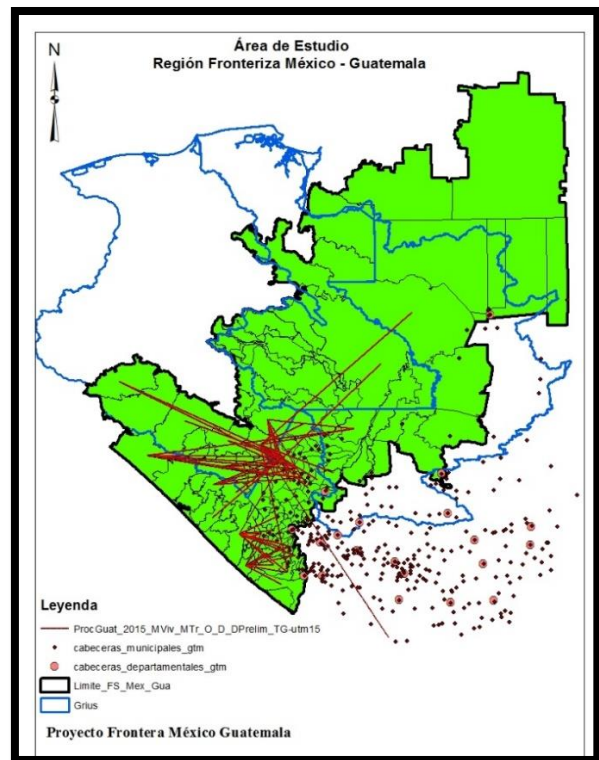 Área de Estudio
Región Fronteriza México - Guatemala
N
Leyenda
ProcGuat_2015_MViv_MTr_O_D_DPrelim_TG-utm15
cabeceras_municipales_gtm
cabeceras_departamentales_gtm
Limite_FS_Mex_Gua
Grius
Proyecto Frontera México Guatemala